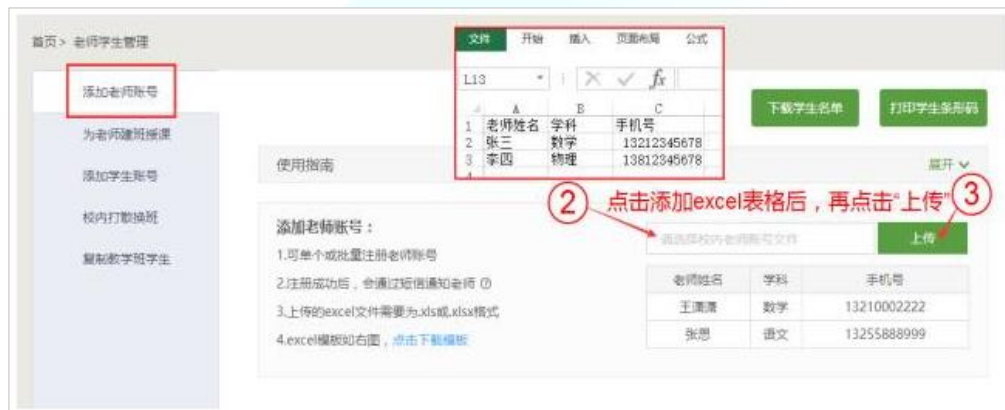 首页> 老师学生管理
文件 开始 插入 页面布局 公式
L13
fx
A B C
1 老师姓名 学科 手机号
2 张三 数学 13212345678
3 李四 物理 13812345678
4
添加老师账号
为老师建班授课
添加学生账号
校内打散换班
复制教学班学生
下载学生名单 打印学生条形码
使用指南 展开
② 点击添加excel表格后，再点击“上传” ③
添加老师账号：
1.可单个或批量注册老师账号
2.注册成功后，会通过短信通知老师
3.上传的excel文件需要为.xls或.xlsx格式
4.excel模板如右图，点击下载模板
请选择校内老师账号文件 上传
老师姓名 学科 手机号
王潇潇 数学 13210002222
张思 语文 13255888999